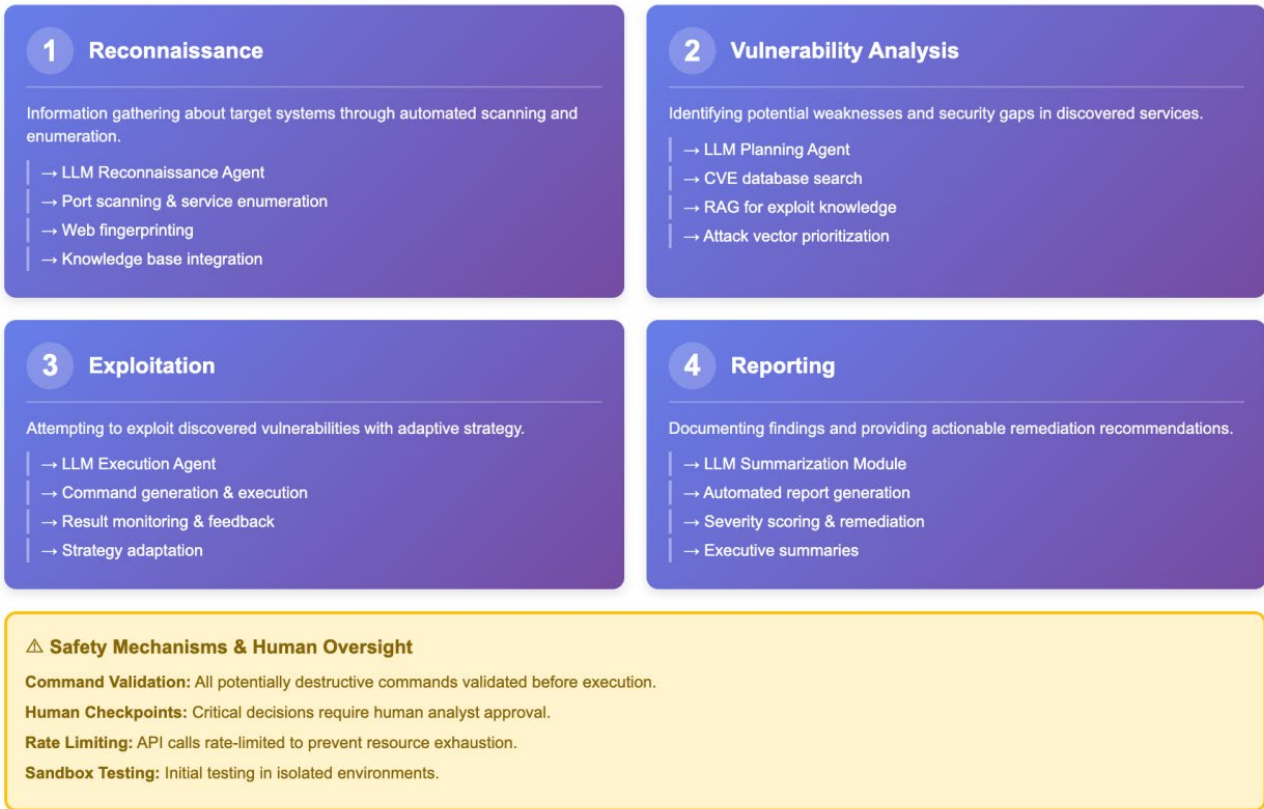 1 Reconnaissance
Information gathering about target systems through automated scanning and
enumeration.
→ LLM Reconnaissance Agent
→ Port scanning & service enumeration
→ Web fingerprinting
→ Knowledge base integration
2 Vulnerability Analysis
Identifying potential weaknesses and security gaps in discovered services.
→ LLM Planning Agent
→ CVE database search
→ RAG for exploit knowledge
→ Attack vector prioritization
3 Exploitation
Attempting to exploit discovered vulnerabilities with adaptive strategy.
→ LLM Execution Agent
→ Command generation & execution
→ Result monitoring & feedback
→ Strategy adaptation
4 Reporting
Documenting findings and providing actionable remediation recommendations.
→ LLM Summarization Module
→ Automated report generation
→ Severity scoring & remediation
→ Executive summaries
⚠ Safety Mechanisms & Human Oversight
Command Validation: All potentially destructive commands validated before execution.
Human Checkpoints: Critical decisions require human analyst approval.
Rate Limiting: API calls rate-limited to prevent resource exhaustion.
Sandbox Testing: Initial testing in isolated environments.